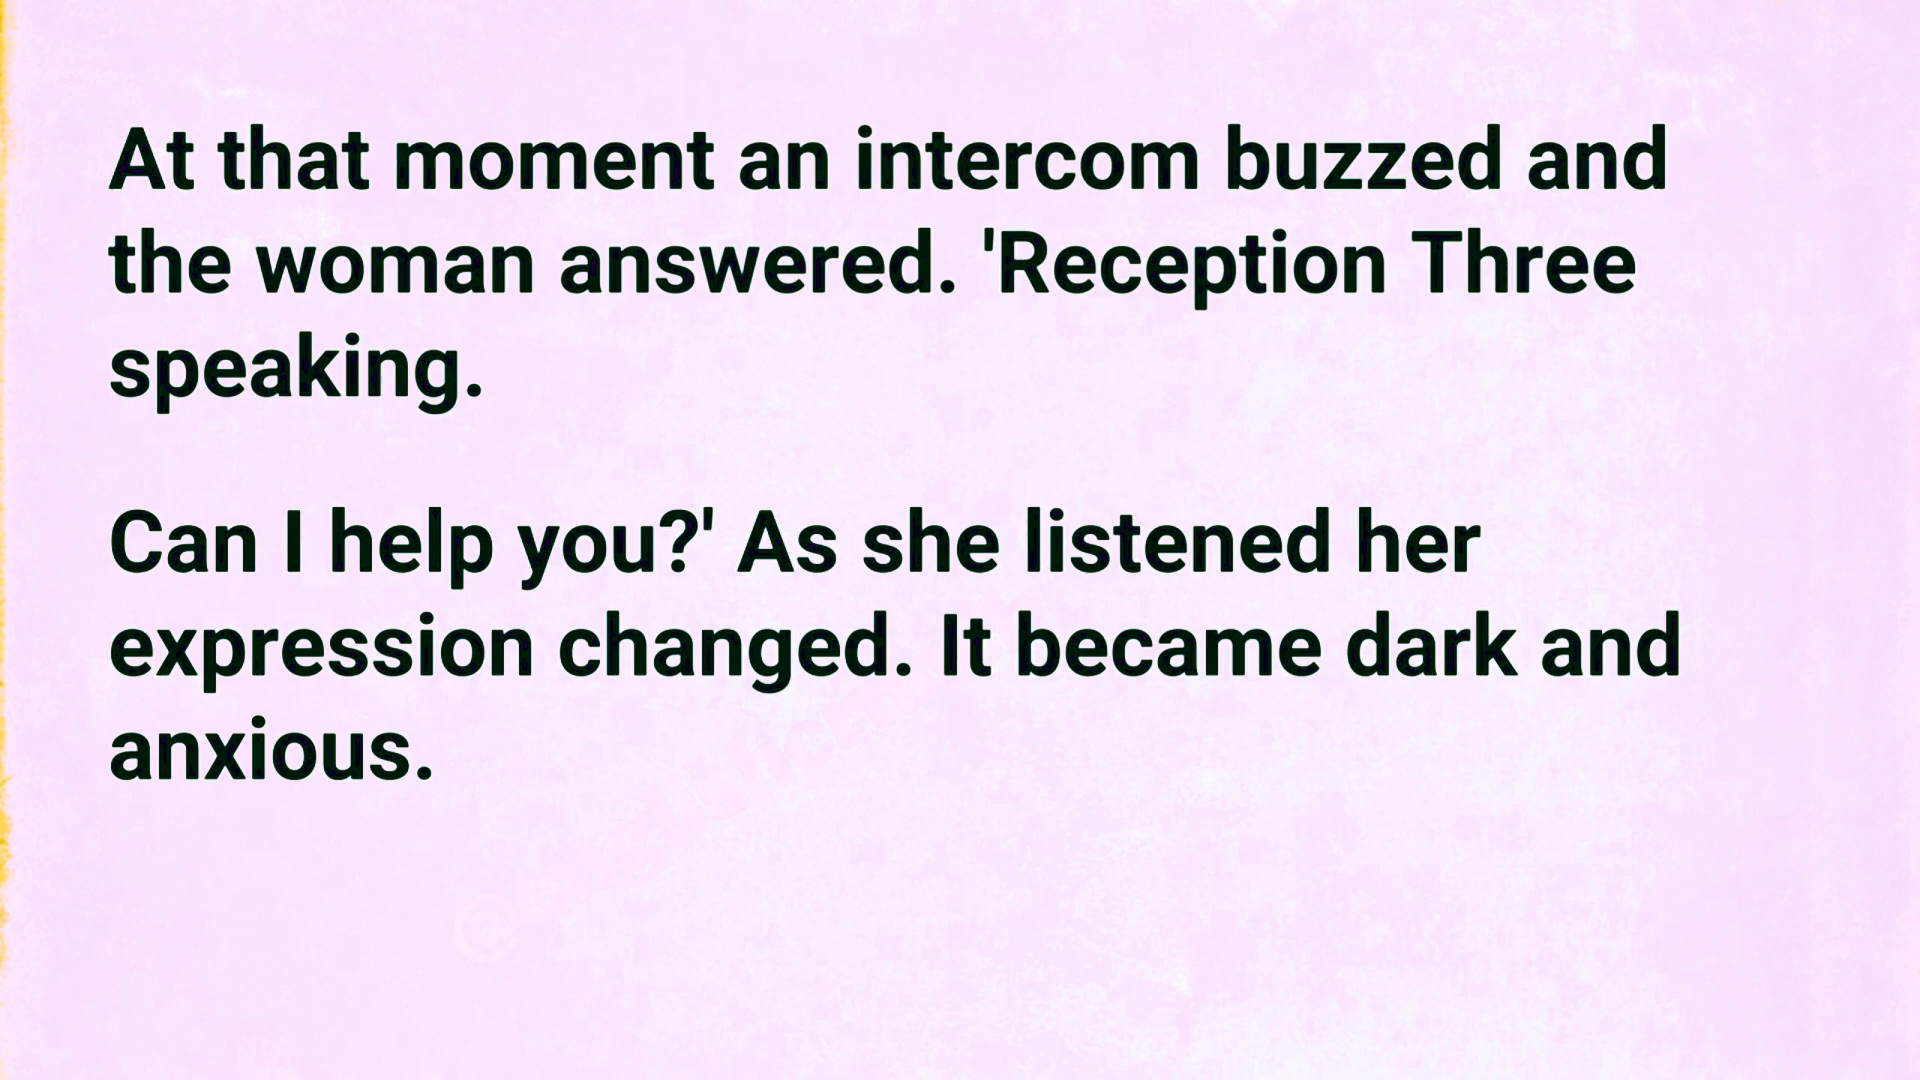 At that moment an intercom buzzed and
the woman answered. 'Reception Three
speaking.
Can I help you?' As she listened her
expression changed. It became dark and
anxious.